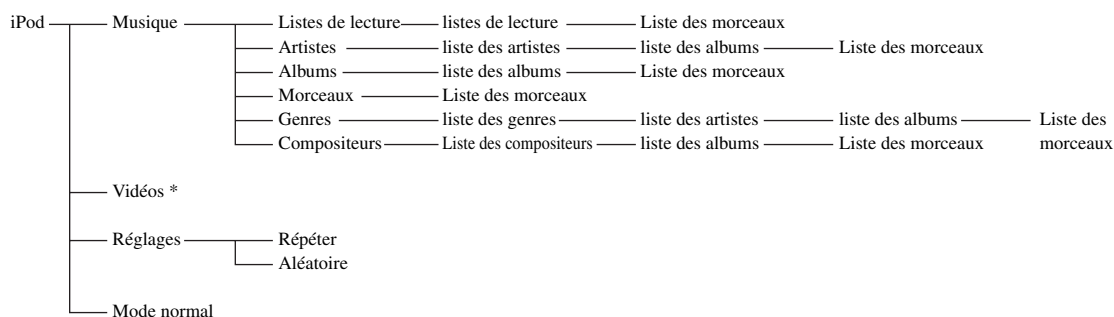 iPod Musique Listes de lecture listes de lecture Liste des morceaux
Artistes liste des artistes liste des albums Liste des morceaux
Albums liste des albums Liste des morceaux
Morceaux Liste des morceaux
Genres liste des genres liste des artistes liste des albums Liste des
Compositeurs Liste des compositeurs liste des albums Liste des morceaux morceaux
Vidéos *
Réglages Répéter
Aléatoire
Mode normal